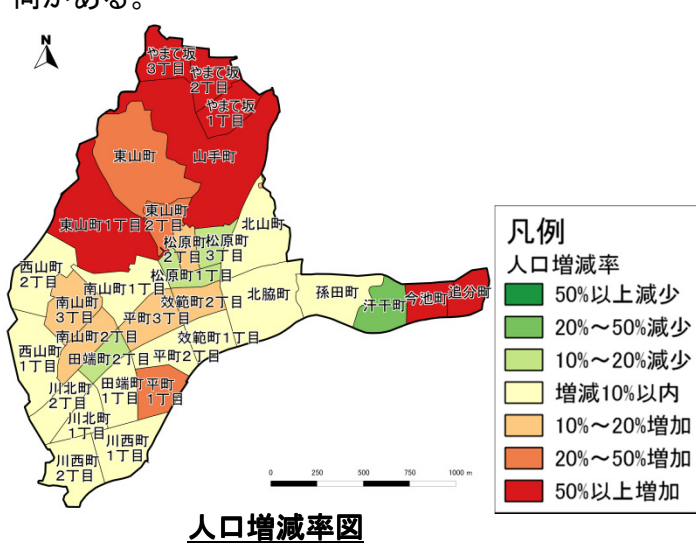 向がある。
N
やまて坂
3丁目
やまて坂
2丁目
やまて坂
1丁目
東山町
山手町
東山町1丁目
東山町
2丁目
北山町
松原町
2丁目
松原町
3丁目
松原町1丁目
西山町
2丁目
南山町1丁目
南山町
3丁目
効範町2丁目
平町3丁目
北脇町
孫田町
汗干町
今池町
追分町
南山町2丁目
効範町1丁目
西山町
1丁目
田端町2丁目
平町2丁目
川北町
2丁目
田端町
1丁目
平町
1丁目
川北町
1丁目
川西町
1丁目
川西町
2丁目
0 250 500 750 1000 m
凡例
人口増減率
50%以上減少
20%~50%減少
10%~20%減少
増減10%以内
10%~20%増加
20%~50%増加
50%以上増加
人口増減率図